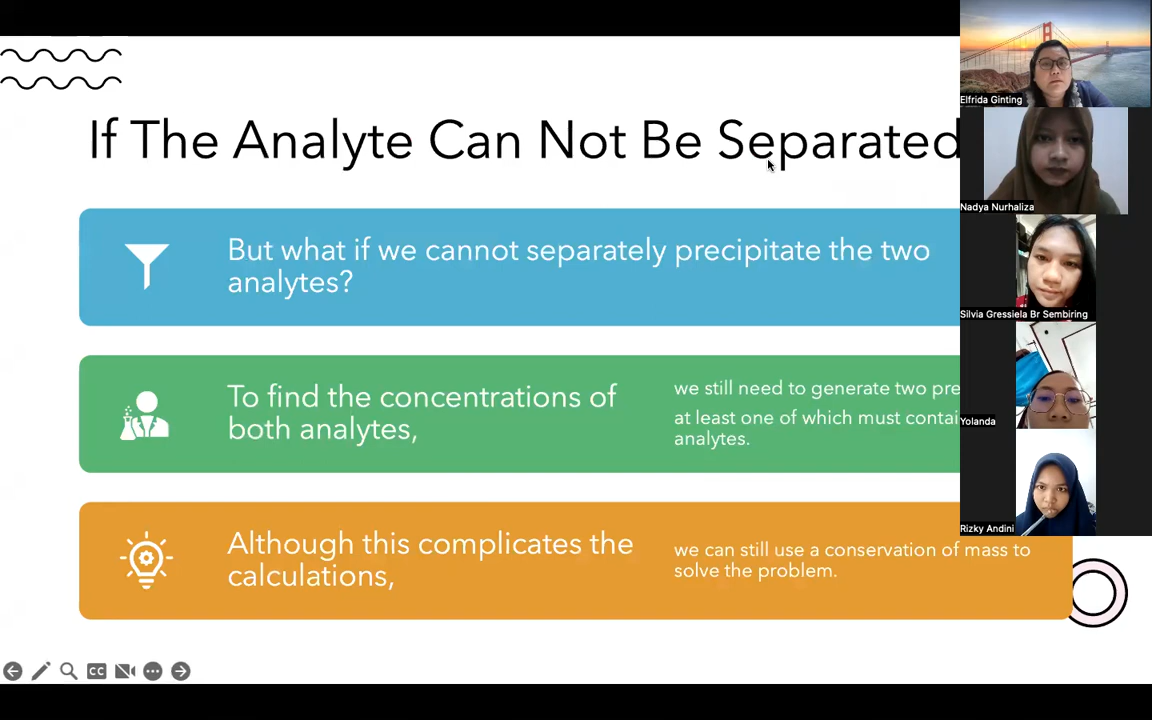 If The Analyte Can Not Be Separated
But what if we cannot separately precipitate the two
analytes?
To find the concentrations of
both analytes,
we still need to generate two pre
at least one of which must contai
analytes.
Although this complicates the
calculations,
we can still use a conservation of mass to
solve the problem.
Elfrida Ginting
Nadya Nurhaliza
Silvia Gressiela Br Sembiring
Yolanda
Rizky Andini
CC